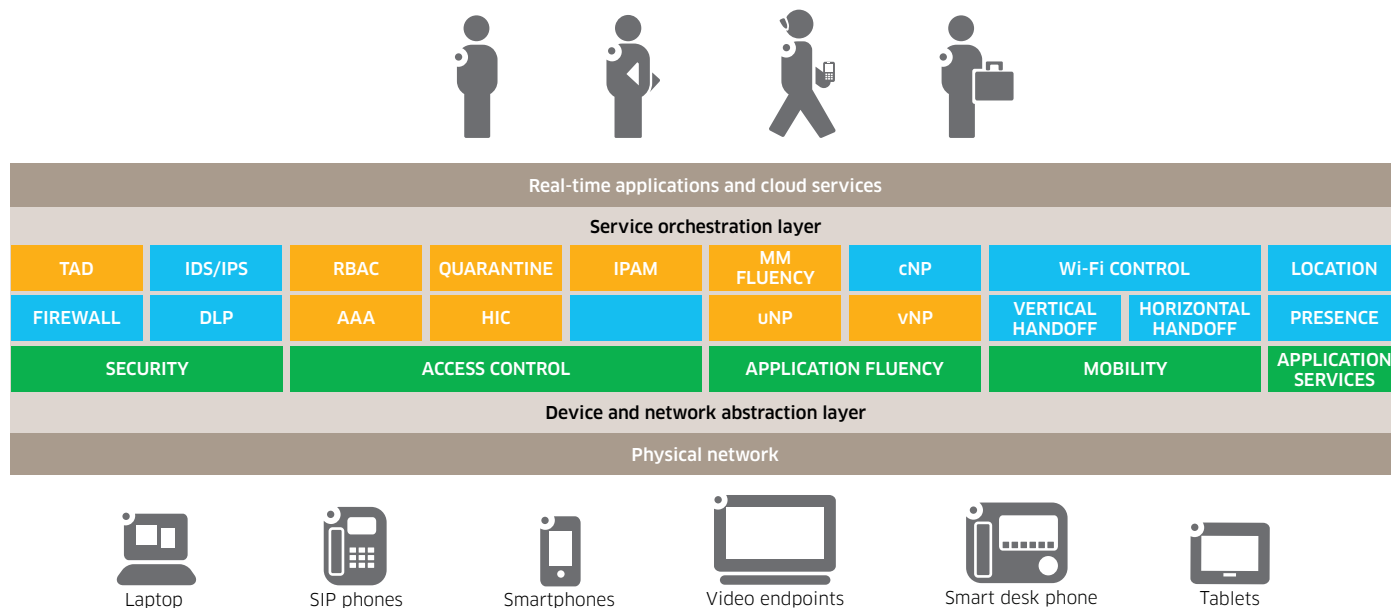 Real-time applications and cloud services
Service orchestration layer
TAD IDS/IPS RBAC QUARANTINE IPAM MM FLUENCY cNP Wi-Fi CONTROL LOCATION
FIREWALL DLP AAA HIC uNP vNP VERTICAL HANDOFF HORIZONTAL HANDOFF PRESENCE
SECURITY ACCESS CONTROL APPLICATION FLUENCY MOBILITY APPLICATION SERVICES
Device and network abstraction layer
Physical network
Laptop SIP phones Smartphones Video endpoints Smart desk phone Tablets